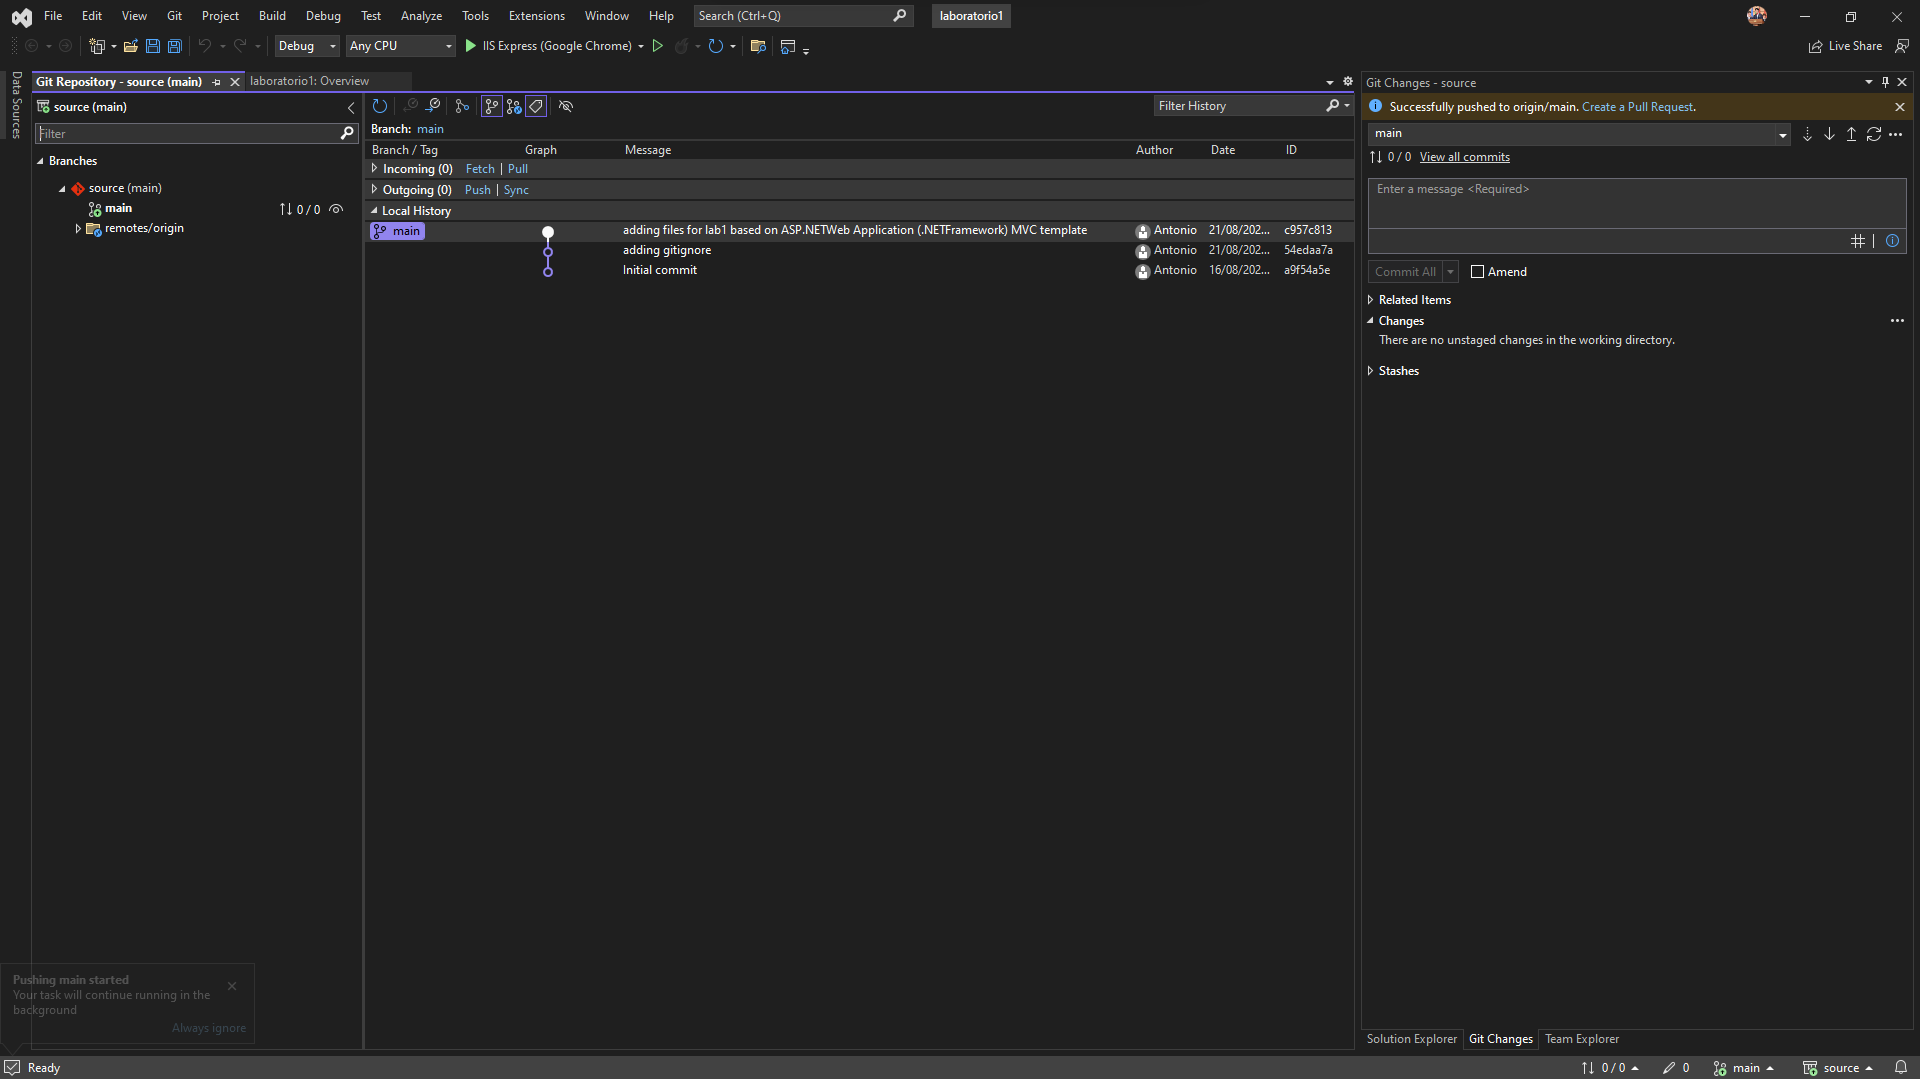 File Edit View Git Project Build Debug Test Analyze Tools Extensions Window Help Search (Ctrl+Q) laboratorio1
Debug Any CPU IIS Express (Google Chrome) Live Share
Data Sources
Git Repository - source (main) laboratorio1: Overview
source (main)
Filter
Branches
source (main)
main 0 / 0
remotes/origin
Filter History
Branch: main
Branch / Tag Graph Message Author Date ID
Incoming (0) Fetch | Pull
Outgoing (0) Push | Sync
Local History
main adding files for lab1 based on ASP.NETWeb Application (.NETFramework) MVC template Antonio 21/08/202... c957c813
adding gitignore Antonio 21/08/202... 54edaa7a
Initial commit Antonio 16/08/202... a9f54a5e
Git Changes - source
Successfully pushed to origin/main. Create a Pull Request.
main
0 / 0 View all commits
Enter a message <Required>
Commit All Amend
Related Items
Changes
There are no unstaged changes in the working directory.
Stashes
Pushing main started
Your task will continue running in the
background
Always ignore
Solution Explorer Git Changes Team Explorer
Ready 0 / 0 0 main source